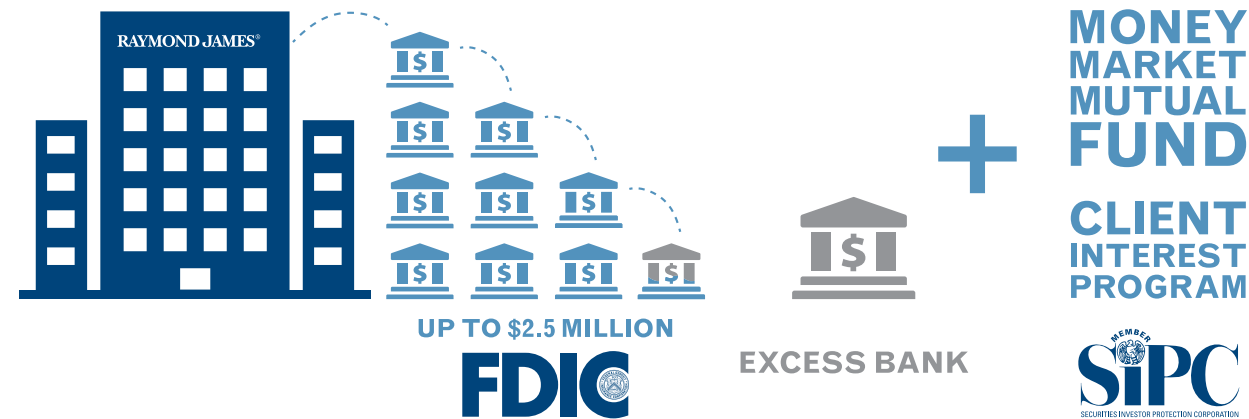 RAYMOND JAMES®
$
$
$
$
$
$
$
$
$
$
UP TO $2.5 MILLION
FDIC
$
EXCESS BANK
+
MONEY
MARKET
MUTUAL
FUND
CLIENT
INTEREST
PROGRAM
MEMBER
SIPC
SECURITIES INVESTOR PROTECTION CORPORATION